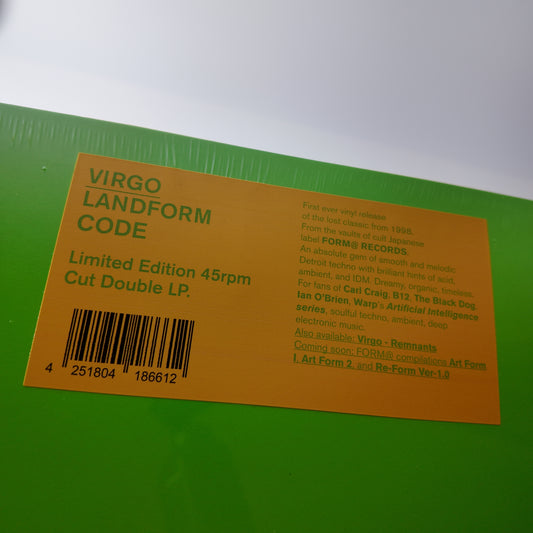 VIRGO
LANDFORM
CODE
Limited Edition 45rpm
Cut Double LP.
4 251804 186612
First ever vinyl release
of the lost classic from 1998.
From the vaults of cult Japanese
label FORM@ RECORDS.
An absolute gem of smooth and melodic
Detroit techno with brilliant hints of acid,
ambient, and IDM. Dreamy, organic, timeless.
For fans of Carl Craig, B12, The Black Dog,
Ian O'Brien, Warp's Artificial Intelligence
series, soulful techno, ambient, deep
electronic music.
Also available: Virgo - Remnants
Coming soon: FORM@ compilations Art Form
1, Art Form 2, and Re-Form Ver-1.0